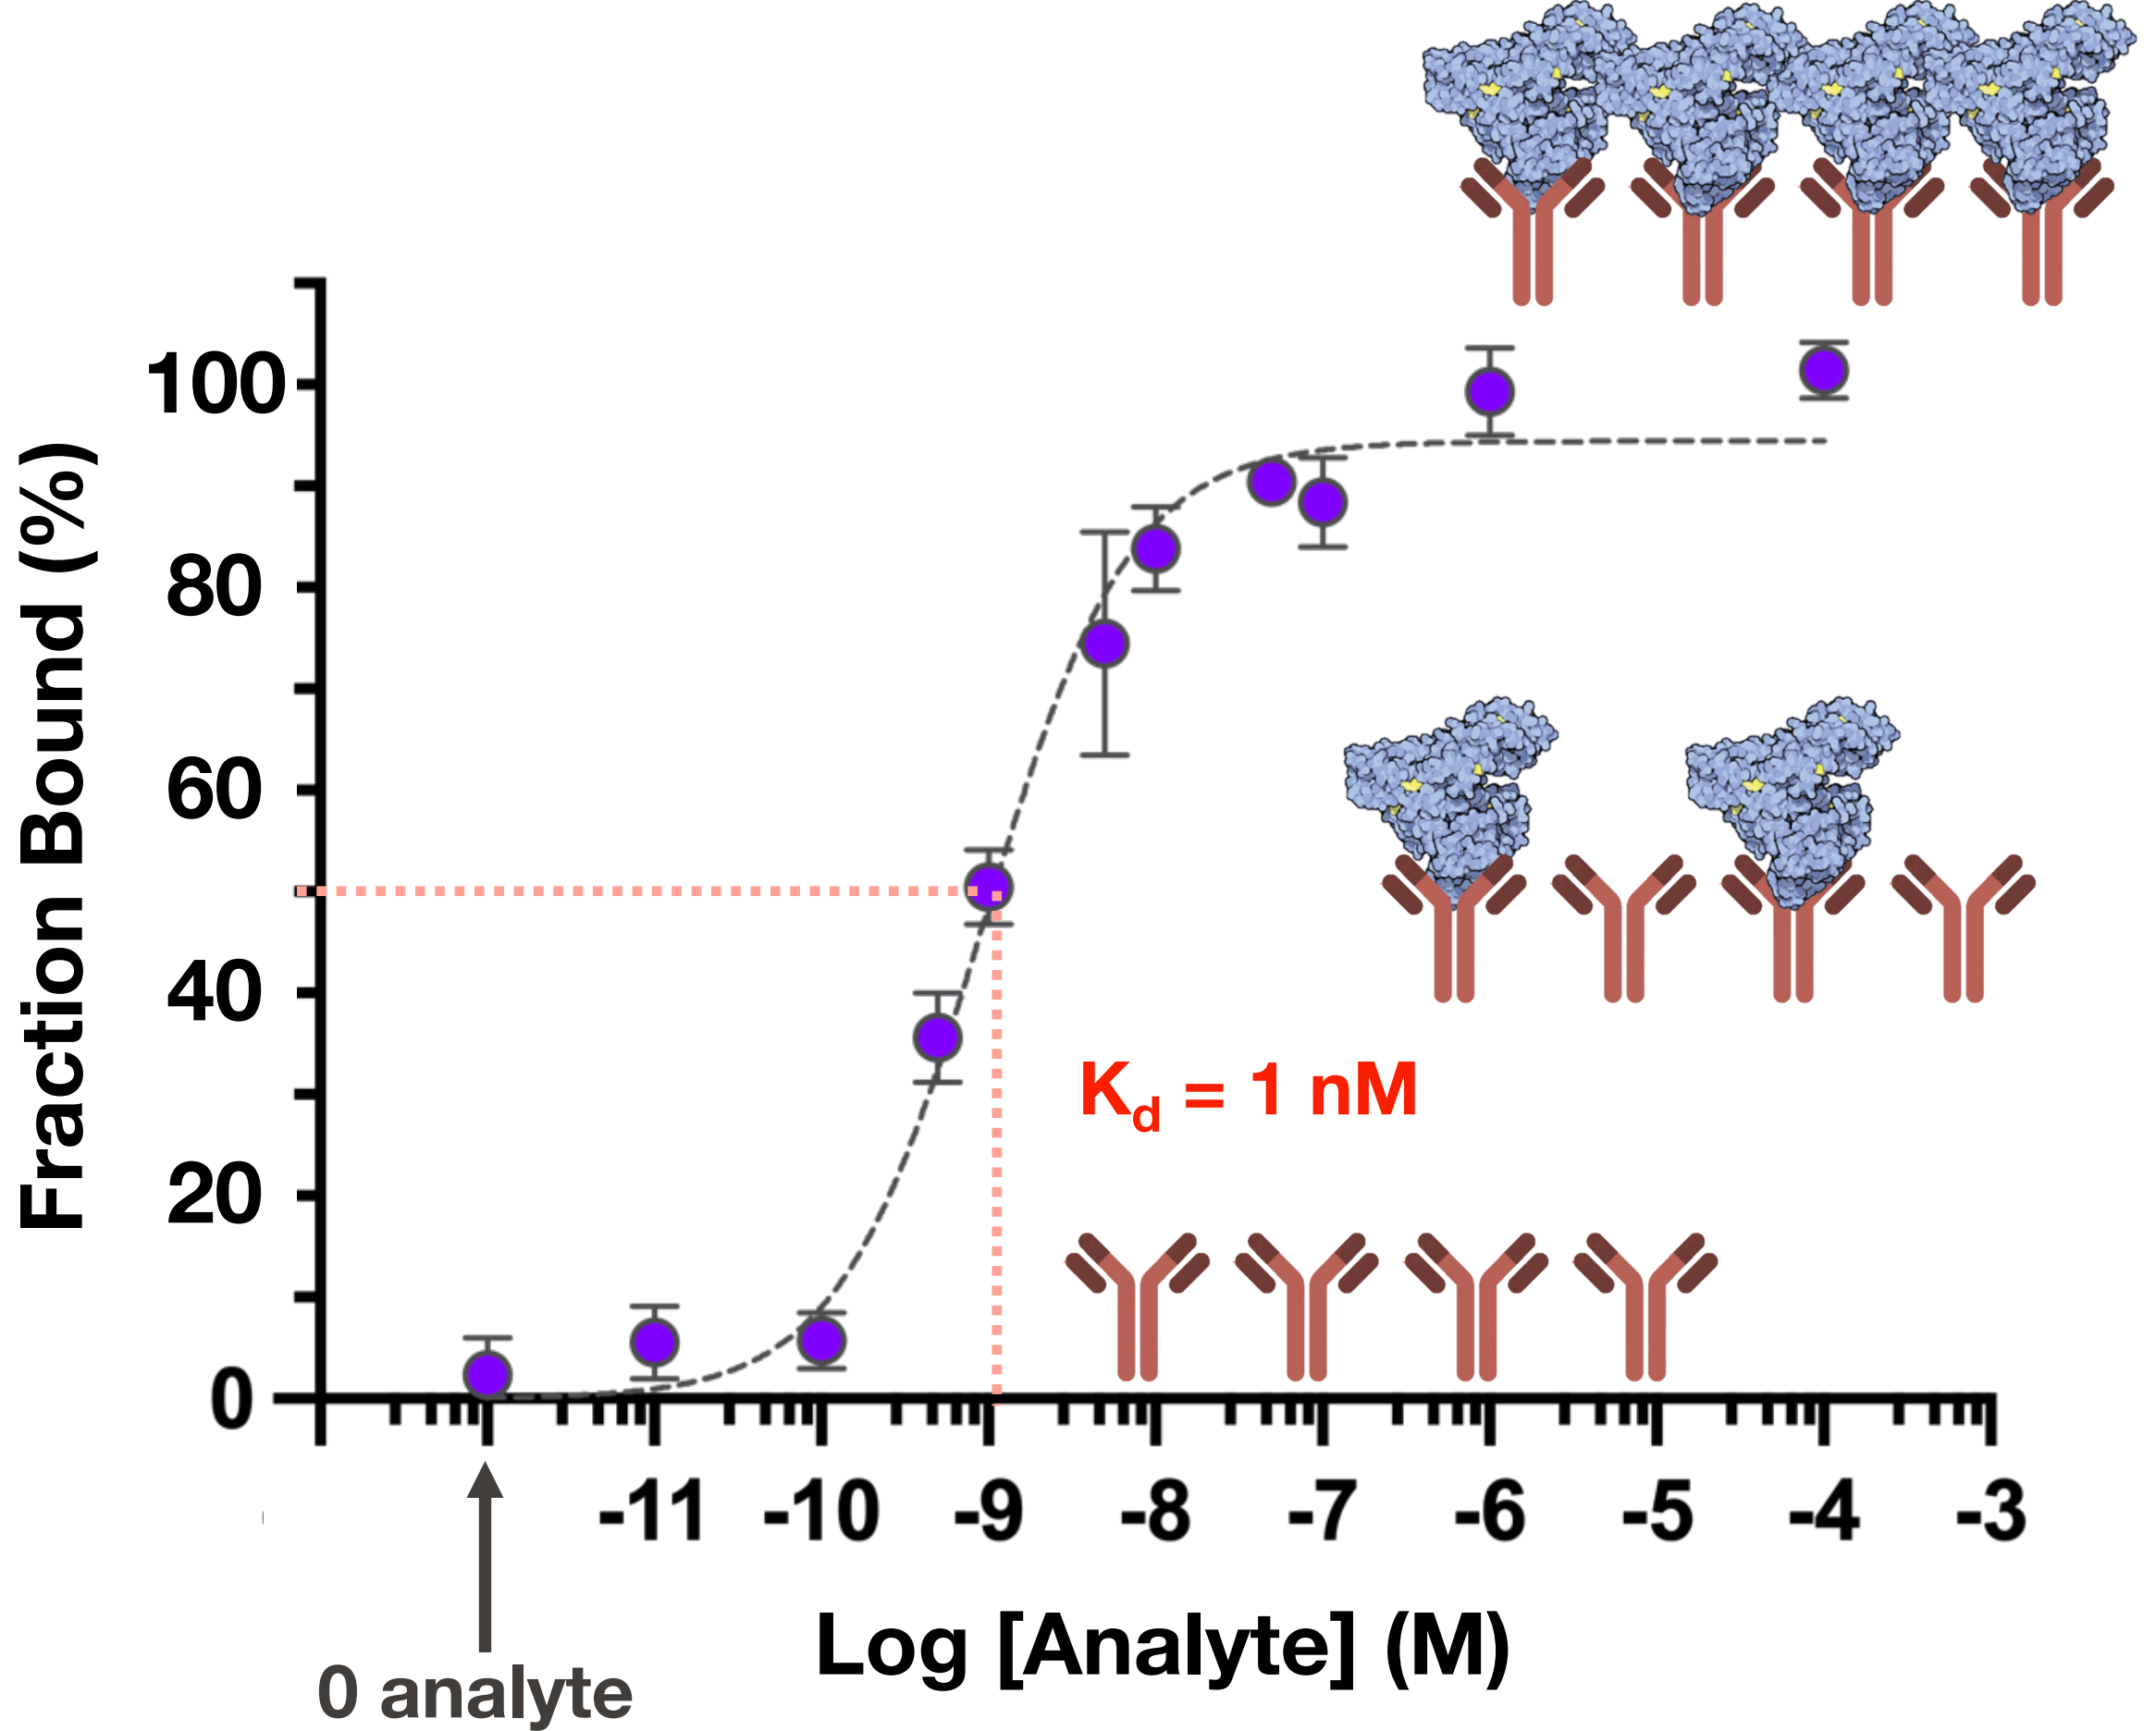 Fraction Bound (%)
100
80
60
40
20
0
K_d = 1 nM
-11 -10 -9 -8 -7 -6 -5 -4 -3
Log [Analyte] (M)
0 analyte